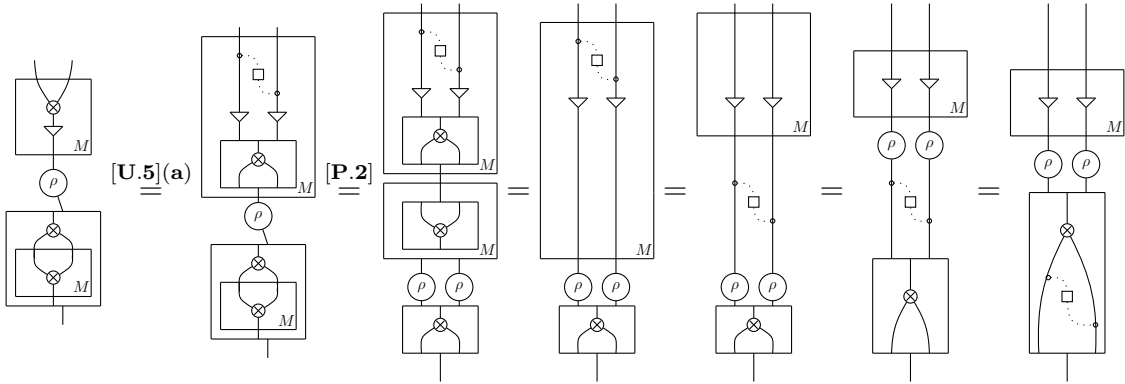 M
M M
M ρ ρ
[U.5](a) [P.2] M ρ ρ
ρ = M = = = = =
ρ
M M
M ρ ρ ρ ρ ρ ρ
M